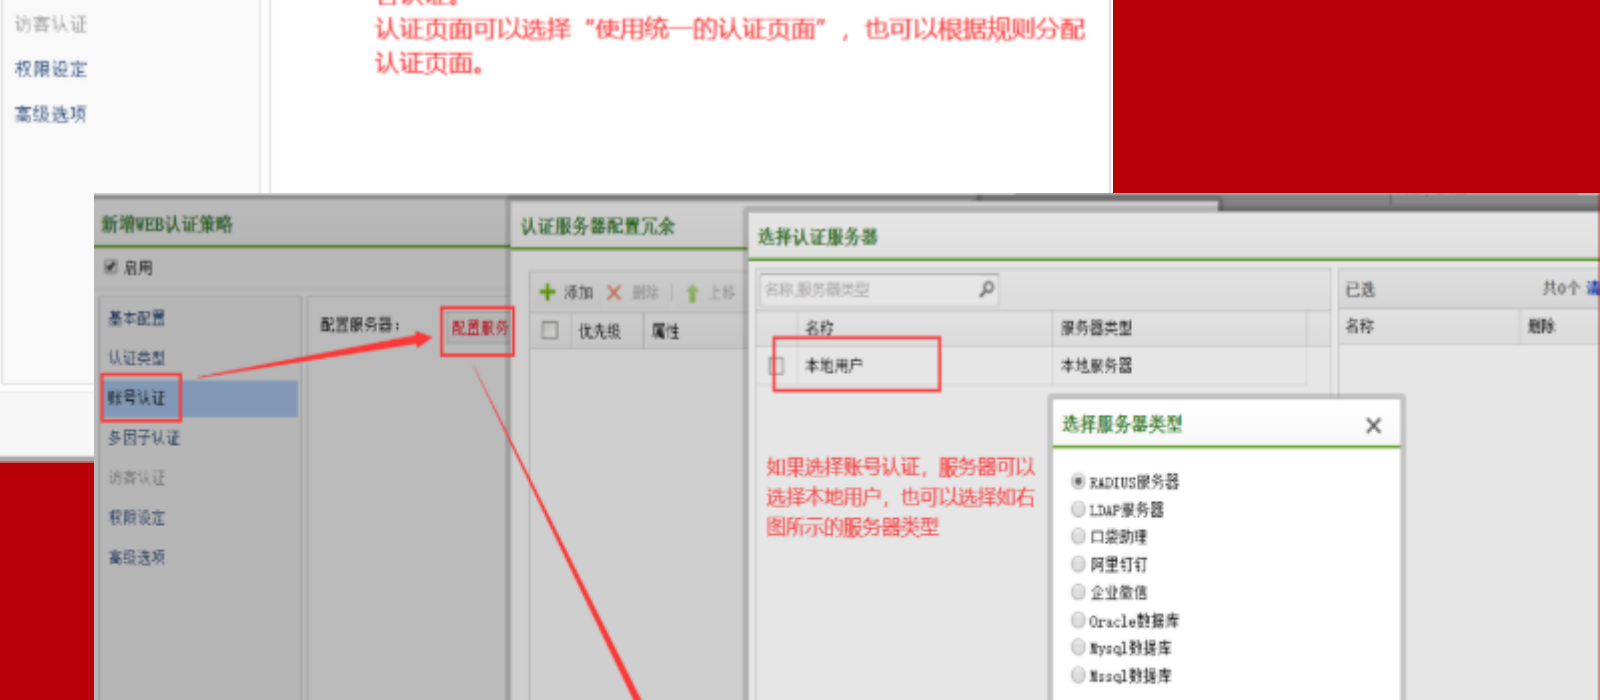 访客认证
权限设定
高级选项
认证页面可以选择“使用统一的认证页面”，也可以根据规则分配
认证页面。
新增WEB认证策略
启用
基本配置
认证类型
账号认证
多因子认证
访客认证
权限设定
高级选项
配置服务器：
配置服务
认证服务器配置冗余
添加 删除 上移
优先级 属性
选择认证服务器
名称,服务器类型
名称 服务器类型
本地用户 本地服务器
已选 共0个
名称 删除
如果选择账号认证，服务器可以
选择本地用户，也可以选择如右
图所示的服务器类型
选择服务器类型
RADIUS服务器
LDAP服务器
口袋助理
阿里钉钉
企业微信
Oracle数据库
Mysql数据库
Mssql数据库